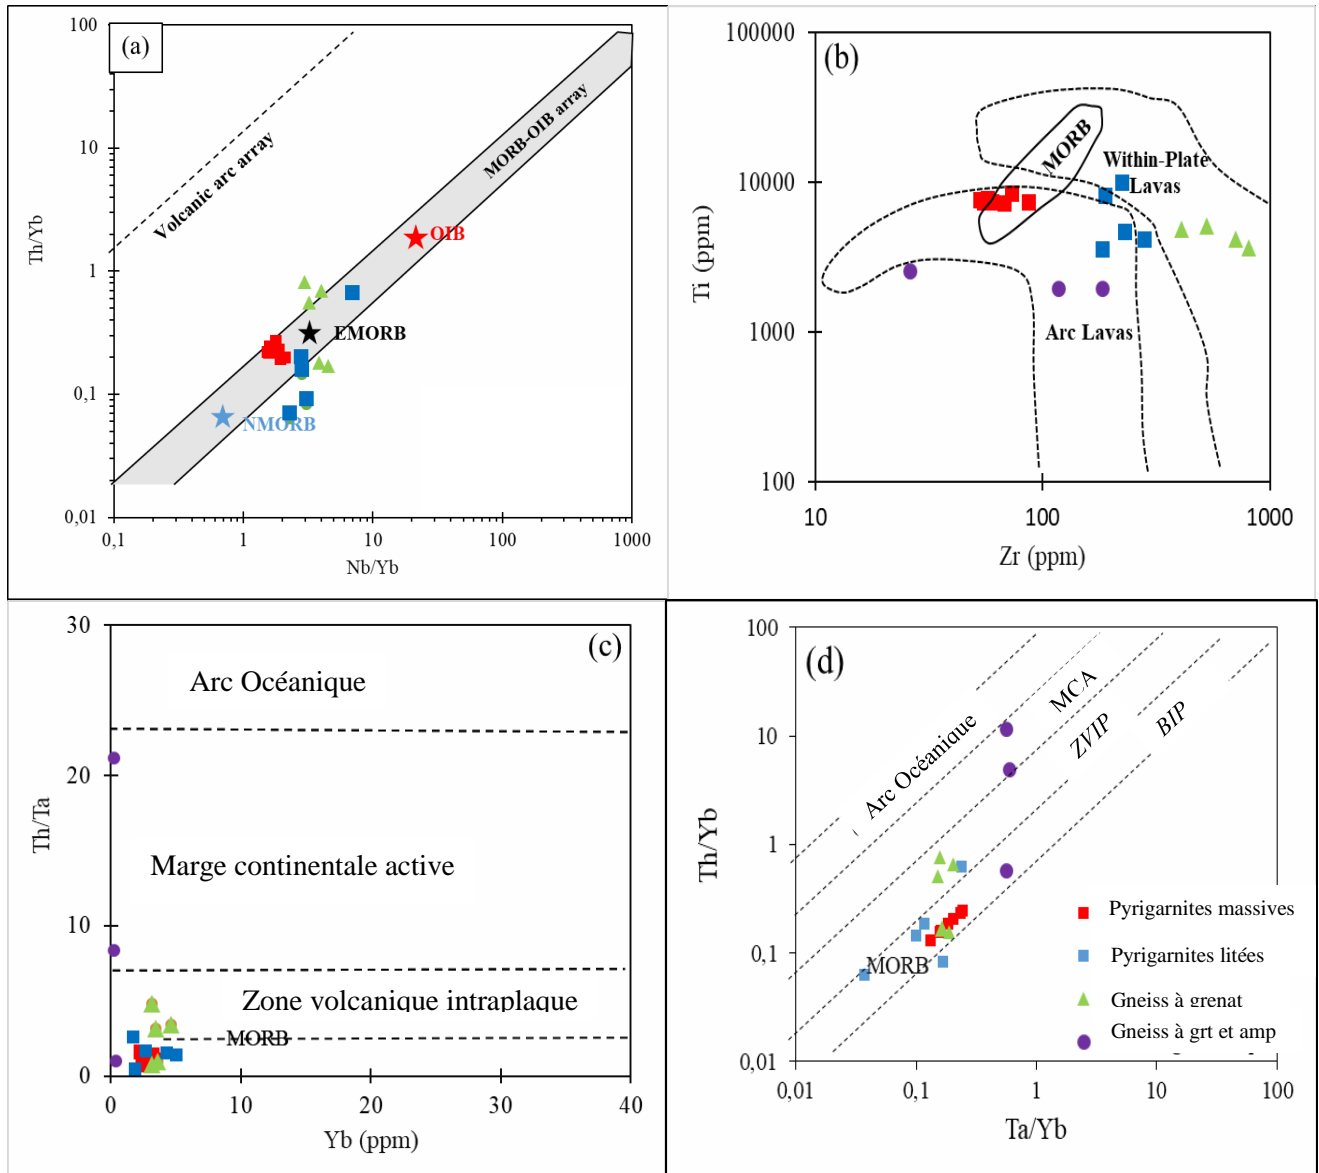 (a)
100
10
1
0,1
0,01
0,1
1
10
100
1000
Th/Yb
Nb/Yb
Volcanic arc array
MORB-OIB array
OIB
EMORB
NMORB
(b)
100000
10000
1000
100
10
100
1000
Ti (ppm)
Zr (ppm)
MORB
Within-Plate
Lavas
Arc Lavas
(c)
30
20
10
0
0
10
20
30
40
Th/Ta
Yb (ppm)
Arc Océanique
Marge continentale active
Zone volcanique intraplaque
MORB
(d)
100
10
1
0,1
0,01
0,01
0,1
1
10
100
Th/Yb
Ta/Yb
Arc Océanique
MCA
ZVIP
BIP
MORB
Pyrigarnites massives
Pyrigarnites litées
Gneiss à grenat
Gneiss à grt et amp